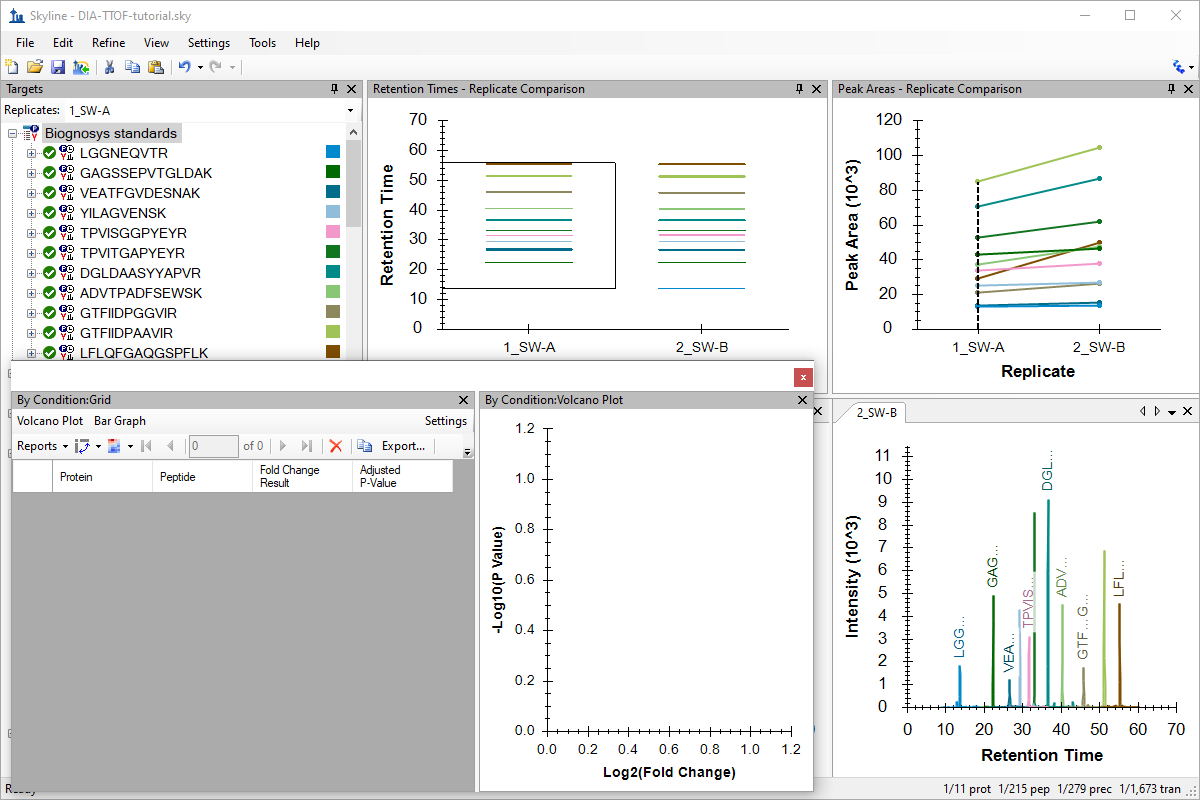 Skyline - DIA-TTOF-tutorial.sky
File Edit Refine View Settings Tools Help
Targets
Replicates: 1_SW-A
Biognosys standards
LGGNEQVTR
GAGSSEPVTGLDAK
VEATFGVDESNAK
YILAGVENSK
TPVISGGPYEYR
TPVITGAPYEYR
DGLDAASYYAPVR
ADVTPADFSEWSK
GTFIIDPGGVIR
GTFIIDPAAVIR
LFLQFGAQGSPFLK
Retention Times - Replicate Comparison
Retention Time
70
60
50
40
30
20
10
0
1_SW-A 2_SW-B
Peak Areas - Replicate Comparison
Peak Area (10^3)
120
100
80
60
40
20
0
1_SW-A 2_SW-B
Replicate
By Condition:Grid
Volcano Plot Bar Graph Settings
Reports 0 of 0 Export...
Protein Peptide Fold Change Result Adjusted P-Value
By Condition:Volcano Plot
-Log10(P Value)
1.2
1.0
0.8
0.6
0.4
0.2
0.0
0.0 0.2 0.4 0.6 0.8 1.0 1.2
Log2(Fold Change)
2_SW-B
Intensity (10^3)
11
10
9
8
7
6
5
4
3
2
1
0
LGG...
GAG...
VEA...
TPVIS...
DGL...
ADV...
GTF...
G...
LFL...
0 10 20 30 40 50 60 70
Retention Time
1/11 prot 1/215 pep 1/279 prec 1/1,673 tran